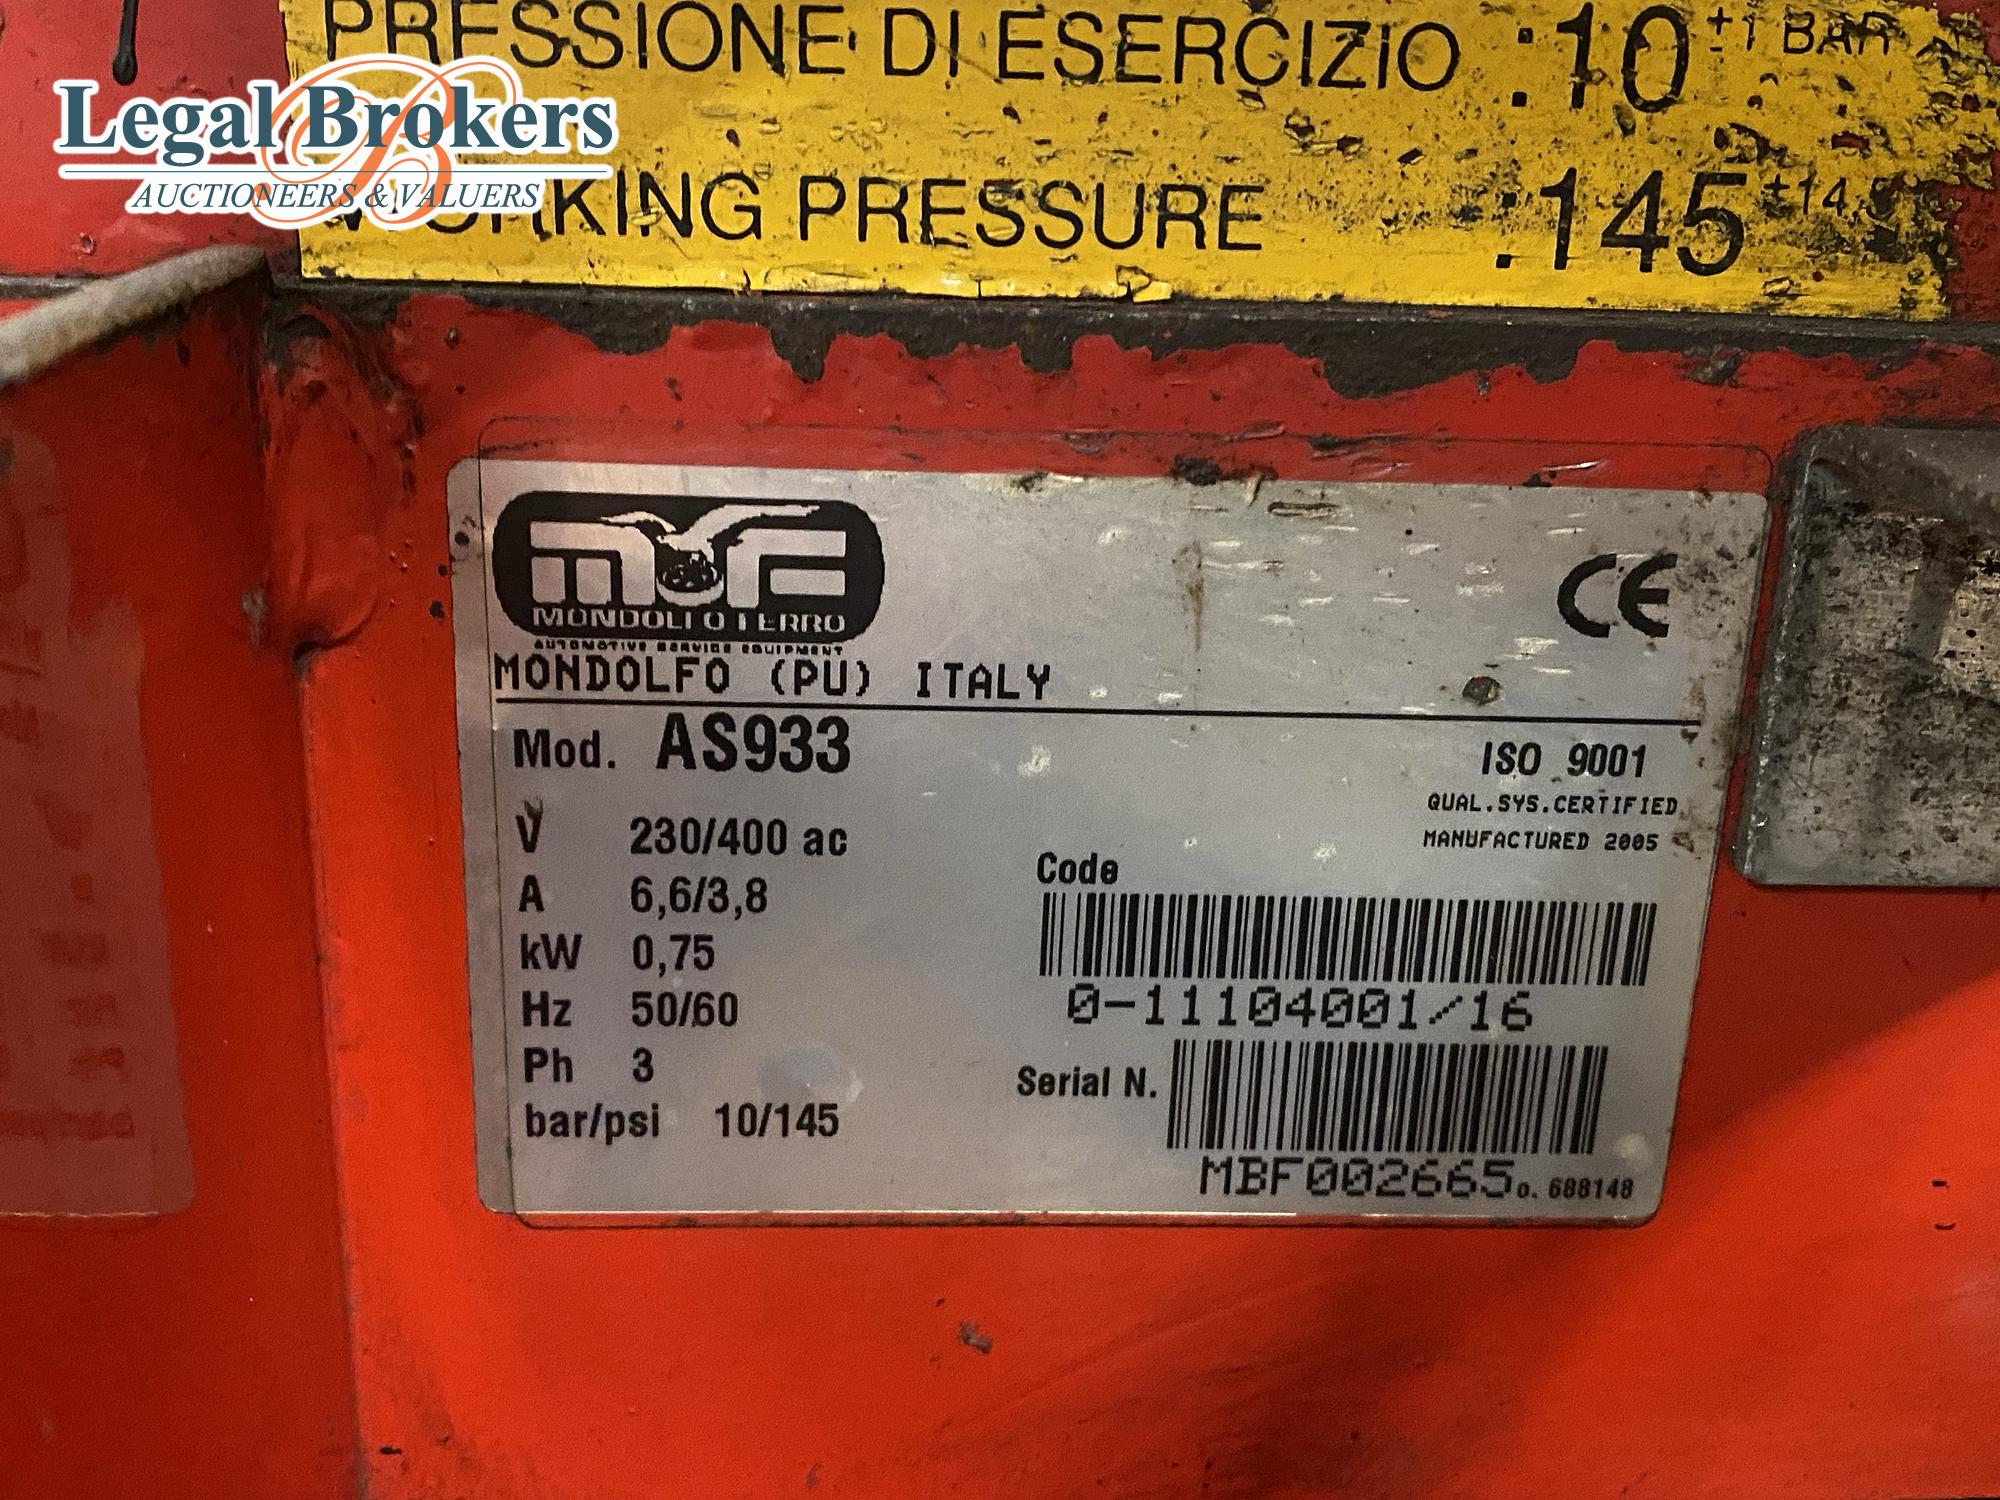 PRESSIONE DI ESERCIZIO :10 ±1 BAR
WORKING PRESSURE :145 ±14,5
Legal Brokers
AUCTIONEERS & VALUERS
MONDOLFO FERRO
AUTOMOTIVE SERVICE EQUIPMENT
MONDOLFO (PU) ITALY
CE
Mod. AS933
ISO 9001
QUAL.SYS.CERTIFIED
MANUFACTURED 2005
V 230/400 ac
A 6,6/3,8
kW 0,75
Hz 50/60
Ph 3
bar/psi 10/145
Code
0-11104001/16
Serial N.
MBF002665 o. 688148